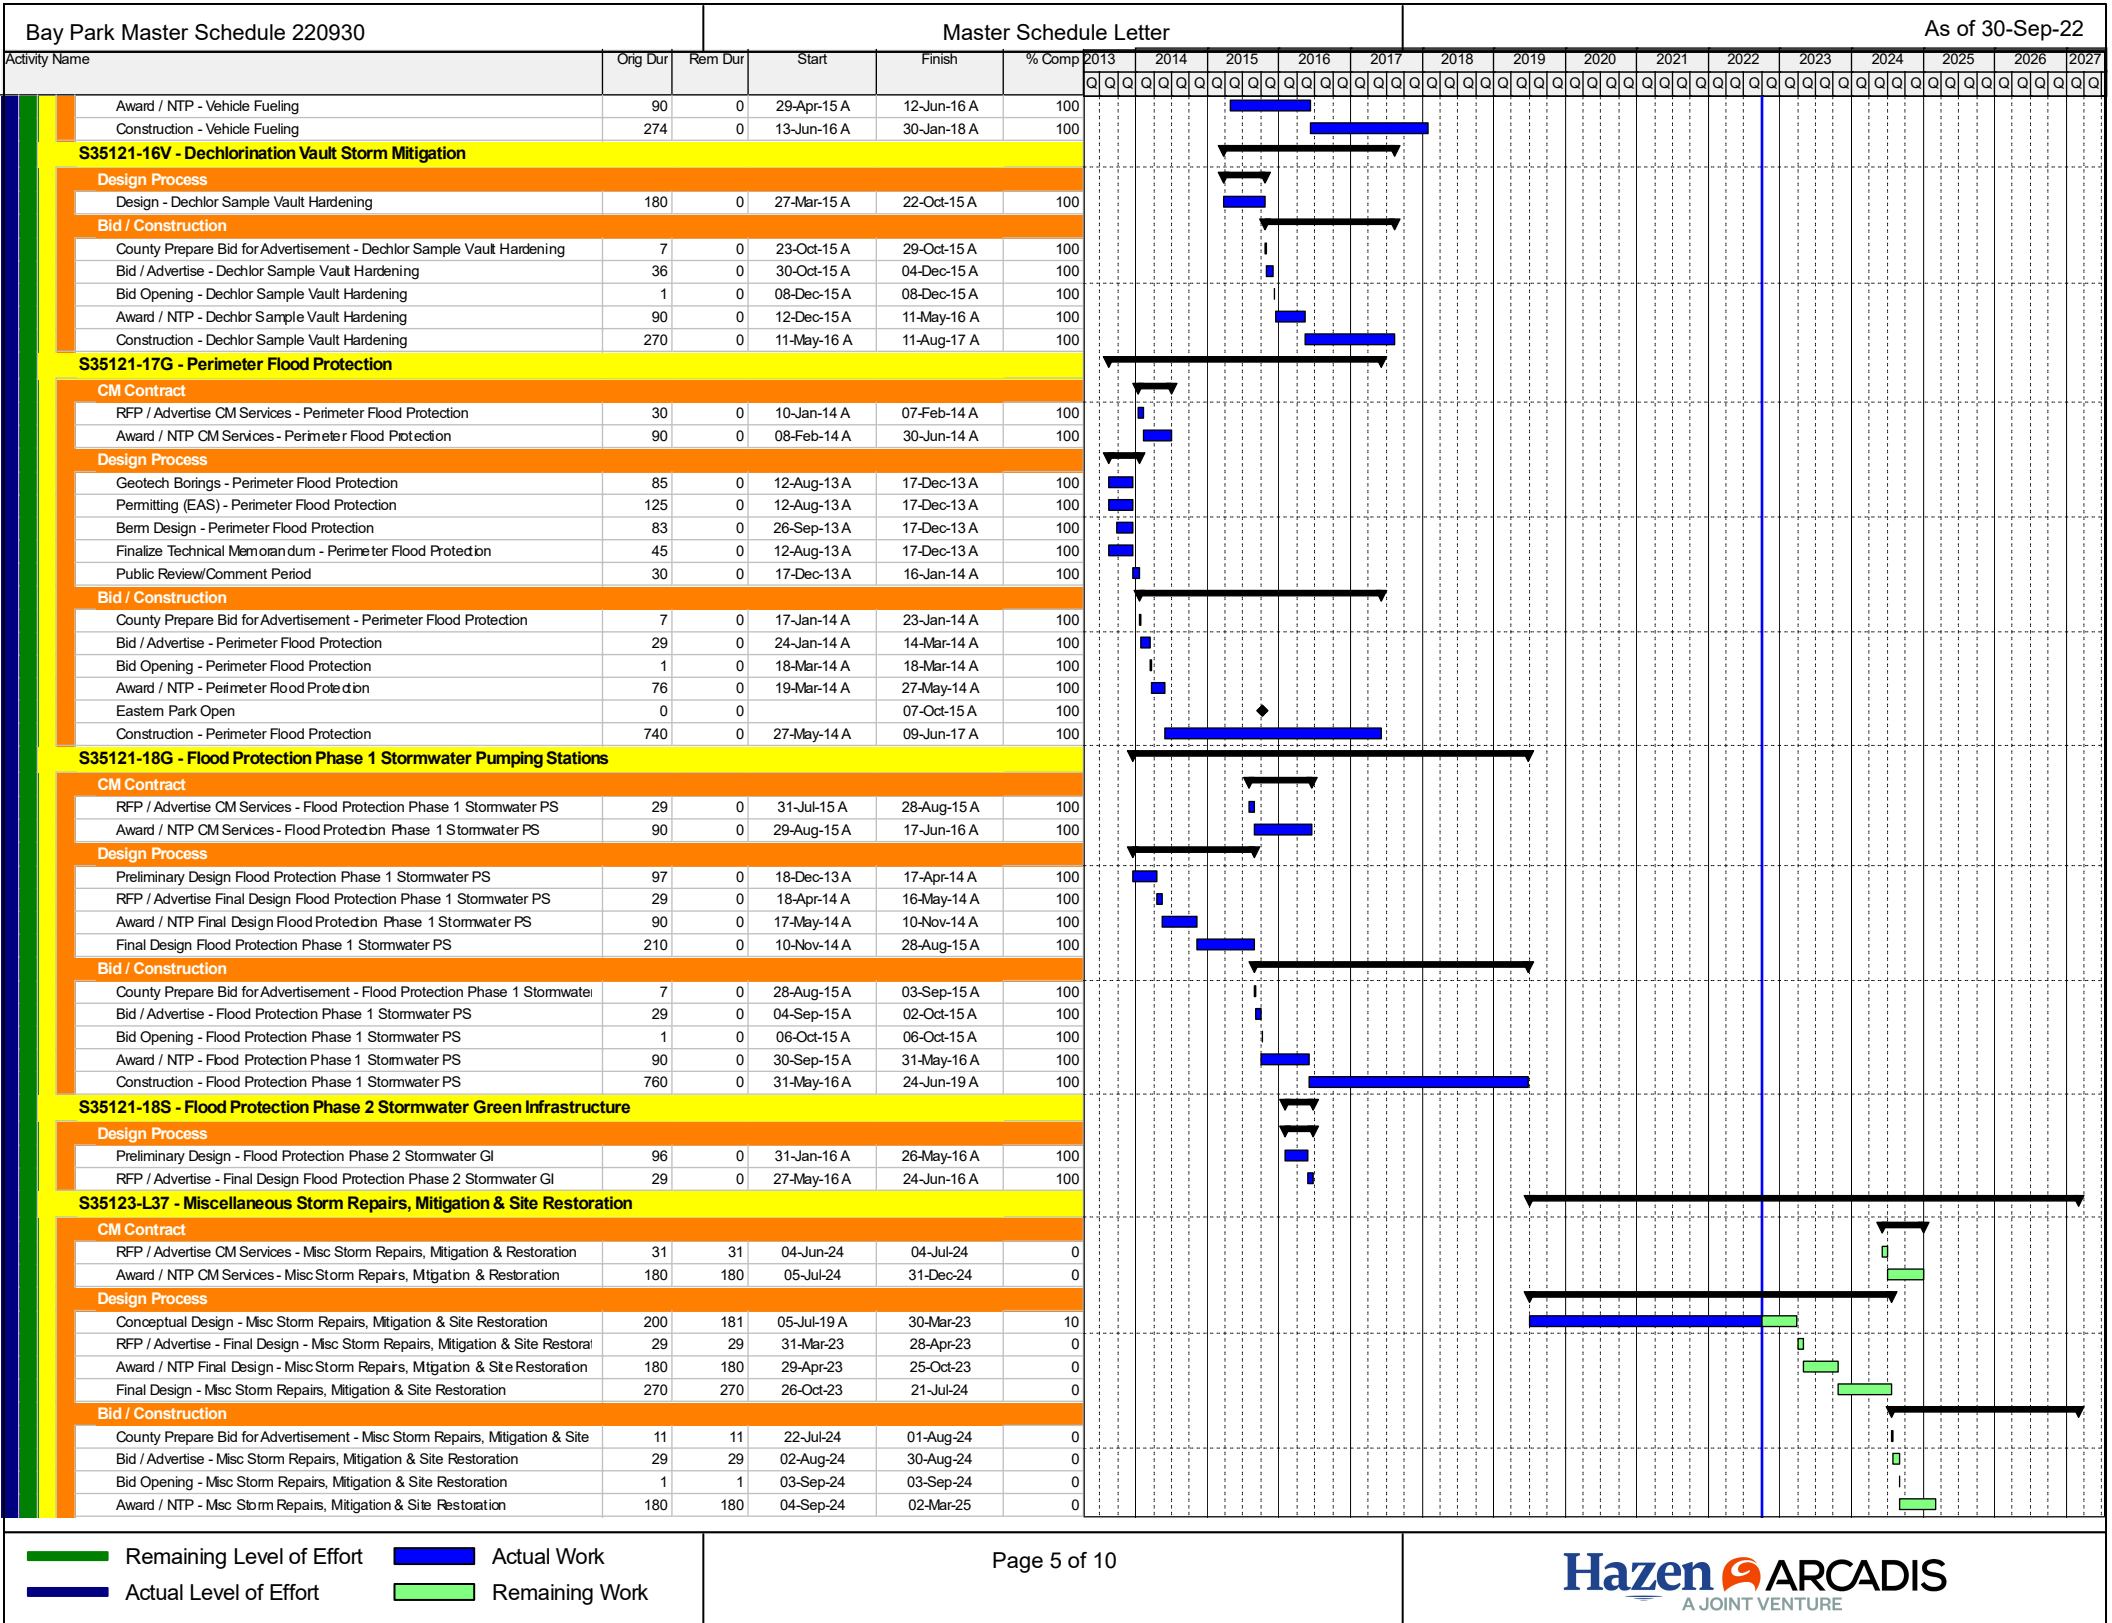 Bay Park Master Schedule 220930
Master Schedule Letter
As of 30-Sep-22
Activity Name Orig Dur Rem Dur Start Finish % Comp 2013 2014 2015 2016 2017 2018 2019 2020 2021 2022 2023 2024 2025 2026 2027
Q Q Q Q Q Q Q Q Q Q Q Q Q Q Q Q Q Q Q Q Q Q Q Q Q Q Q Q Q Q Q Q Q Q Q Q Q Q Q Q Q Q Q Q Q Q Q Q Q Q Q Q Q Q Q Q Q
Award / NTP - Vehicle Fueling 90 0 29-Apr-15 A 12-Jun-16 A 100
Construction - Vehicle Fueling 274 0 13-Jun-16 A 30-Jan-18 A 100
S35121-16V - Dechlorination Vault Storm Mitigation
Design Process
Design - Dechlor Sample Vault Hardening 180 0 27-Mar-15 A 22-Oct-15 A 100
Bid / Construction
County Prepare Bid for Advertisement - Dechlor Sample Vault Hardening 7 0 23-Oct-15 A 29-Oct-15 A 100
Bid / Advertise - Dechlor Sample Vault Hardening 36 0 30-Oct-15 A 04-Dec-15 A 100
Bid Opening - Dechlor Sample Vault Hardening 1 0 08-Dec-15 A 08-Dec-15 A 100
Award / NTP - Dechlor Sample Vault Hardening 90 0 12-Dec-15 A 11-May-16 A 100
Construction - Dechlor Sample Vault Hardening 270 0 11-May-16 A 11-Aug-17 A 100
S35121-17G - Perimeter Flood Protection
CM Contract
RFP / Advertise CM Services - Perimeter Flood Protection 30 0 10-Jan-14 A 07-Feb-14 A 100
Award / NTP CM Services - Perimeter Flood Protection 90 0 08-Feb-14 A 30-Jun-14 A 100
Design Process
Geotech Borings - Perimeter Flood Protection 85 0 12-Aug-13 A 17-Dec-13 A 100
Permitting (EAS) - Perimeter Flood Protection 125 0 12-Aug-13 A 17-Dec-13 A 100
Berm Design - Perimeter Flood Protection 83 0 26-Sep-13 A 17-Dec-13 A 100
Finalize Technical Memorandum - Perimeter Flood Protection 45 0 12-Aug-13 A 17-Dec-13 A 100
Public Review/Comment Period 30 0 17-Dec-13 A 16-Jan-14 A 100
Bid / Construction
County Prepare Bid for Advertisement - Perimeter Flood Protection 7 0 17-Jan-14 A 23-Jan-14 A 100
Bid / Advertise - Perimeter Flood Protection 29 0 24-Jan-14 A 14-Mar-14 A 100
Bid Opening - Perimeter Flood Protection 1 0 18-Mar-14 A 18-Mar-14 A 100
Award / NTP - Perimeter Flood Protection 76 0 19-Mar-14 A 27-May-14 A 100
Eastern Park Open 0 0 07-Oct-15 A 100
Construction - Perimeter Flood Protection 740 0 27-May-14 A 09-Jun-17 A 100
S35121-18G - Flood Protection Phase 1 Stormwater Pumping Stations
CM Contract
RFP / Advertise CM Services - Flood Protection Phase 1 Stormwater PS 29 0 31-Jul-15 A 28-Aug-15 A 100
Award / NTP CM Services - Flood Protection Phase 1 Stormwater PS 90 0 29-Aug-15 A 17-Jun-16 A 100
Design Process
Preliminary Design Flood Protection Phase 1 Stormwater PS 97 0 18-Dec-13 A 17-Apr-14 A 100
RFP / Advertise Final Design Flood Protection Phase 1 Stormwater PS 29 0 18-Apr-14 A 16-May-14 A 100
Award / NTP Final Design Flood Protection Phase 1 Stormwater PS 90 0 17-May-14 A 10-Nov-14 A 100
Final Design Flood Protection Phase 1 Stormwater PS 210 0 10-Nov-14 A 28-Aug-15 A 100
Bid / Construction
County Prepare Bid for Advertisement - Flood Protection Phase 1 Stormwater 7 0 28-Aug-15 A 03-Sep-15 A 100
Bid / Advertise - Flood Protection Phase 1 Stormwater PS 29 0 04-Sep-15 A 02-Oct-15 A 100
Bid Opening - Flood Protection Phase 1 Stormwater PS 1 0 06-Oct-15 A 06-Oct-15 A 100
Award / NTP - Flood Protection Phase 1 Stormwater PS 90 0 30-Sep-15 A 31-May-16 A 100
Construction - Flood Protection Phase 1 Stormwater PS 760 0 31-May-16 A 24-Jun-19 A 100
S35121-18S - Flood Protection Phase 2 Stormwater Green Infrastructure
Design Process
Preliminary Design - Flood Protection Phase 2 Stormwater GI 96 0 31-Jan-16 A 26-May-16 A 100
RFP / Advertise - Final Design Flood Protection Phase 2 Stormwater GI 29 0 27-May-16 A 24-Jun-16 A 100
S35123-L37 - Miscellaneous Storm Repairs, Mitigation & Site Restoration
CM Contract
RFP / Advertise CM Services - Misc Storm Repairs, Mitigation & Restoration 31 31 04-Jun-24 04-Jul-24 0
Award / NTP CM Services - Misc Storm Repairs, Mitigation & Restoration 180 180 05-Jul-24 31-Dec-24 0
Design Process
Conceptual Design - Misc Storm Repairs, Mitigation & Site Restoration 200 181 05-Jul-19 A 30-Mar-23 10
RFP / Advertise - Final Design - Misc Storm Repairs, Mitigation & Site Restorat 29 29 31-Mar-23 28-Apr-23 0
Award / NTP Final Design - Misc Storm Repairs, Mitigation & Site Restoration 180 180 29-Apr-23 25-Oct-23 0
Final Design - Misc Storm Repairs, Mitigation & Site Restoration 270 270 26-Oct-23 21-Jul-24 0
Bid / Construction
County Prepare Bid for Advertisement - Misc Storm Repairs, Mitigation & Site 11 11 22-Jul-24 01-Aug-24 0
Bid / Advertise - Misc Storm Repairs, Mitigation & Site Restoration 29 29 02-Aug-24 30-Aug-24 0
Bid Opening - Misc Storm Repairs, Mitigation & Site Restoration 1 1 03-Sep-24 03-Sep-24 0
Award / NTP - Misc Storm Repairs, Mitigation & Site Restoration 180 180 04-Sep-24 02-Mar-25 0
Remaining Level of Effort Actual Work
Actual Level of Effort Remaining Work
Page 5 of 10
Hazen ARCADIS
A JOINT VENTURE